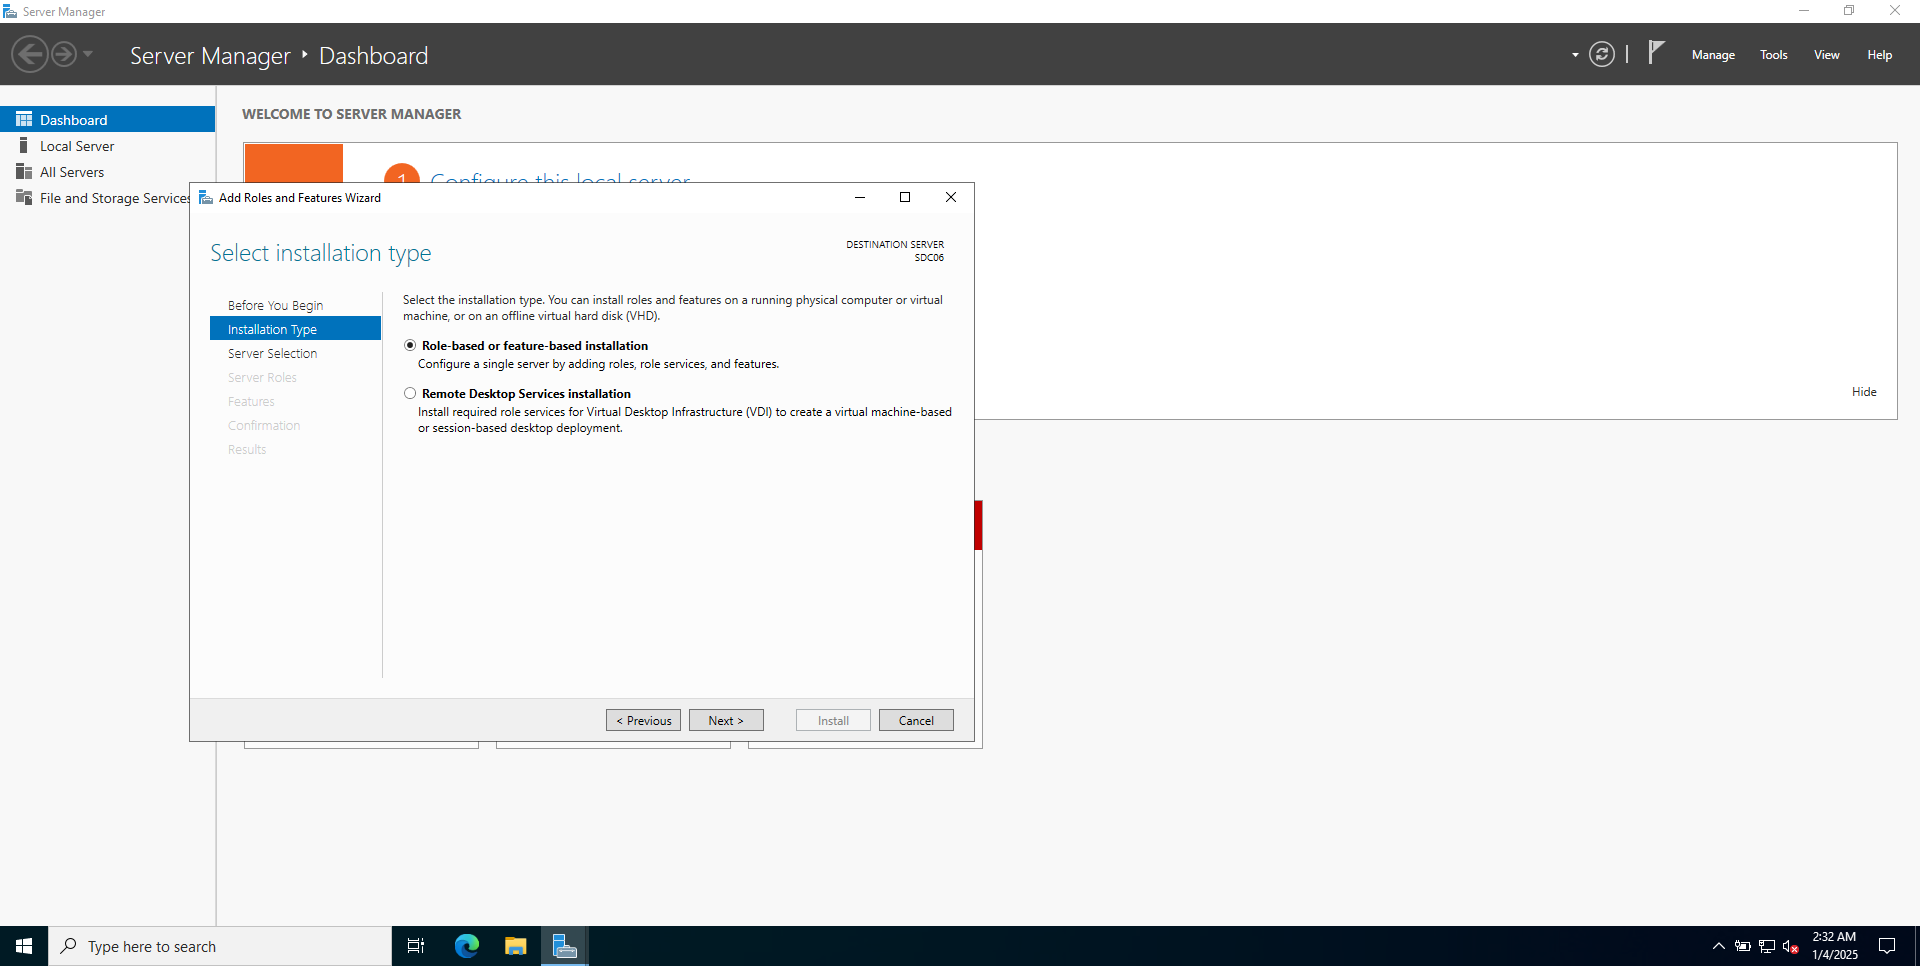 Server Manager
Server Manager ‣ Dashboard
Manage Tools View Help
Dashboard
Local Server
All Servers
File and Storage Services
WELCOME TO SERVER MANAGER
1 Configure this local server
Hide
Add Roles and Features Wizard
Select installation type
DESTINATION SERVER
SDC06
Before You Begin
Installation Type
Server Selection
Server Roles
Features
Confirmation
Results
Select the installation type. You can install roles and features on a running physical computer or virtual
machine, or on an offline virtual hard disk (VHD).
Role-based or feature-based installation
Configure a single server by adding roles, role services, and features.
Remote Desktop Services installation
Install required role services for Virtual Desktop Infrastructure (VDI) to create a virtual machine-based
or session-based desktop deployment.
< Previous Next > Install Cancel
Type here to search
2:32 AM
1/4/2025